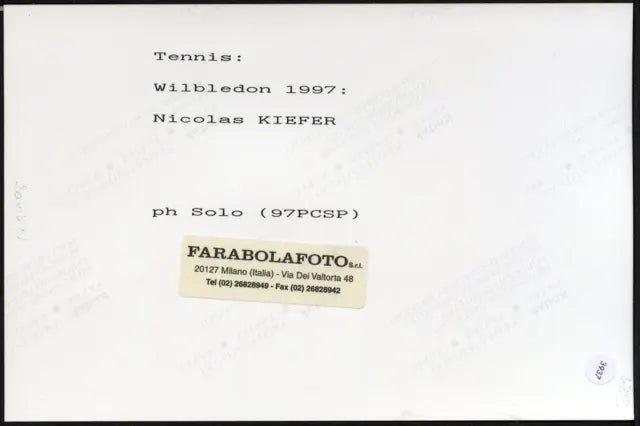 Tennis:
Wilbledon 1997:
Nicolas KIEFER
ph Solo (97PCSP)
FARABOLAFOTO S.r.l.
20127 Milano (Italia) - Via Dei Valtorta 48
Tel (02) 26828949 - Fax (02) 26828942
3937